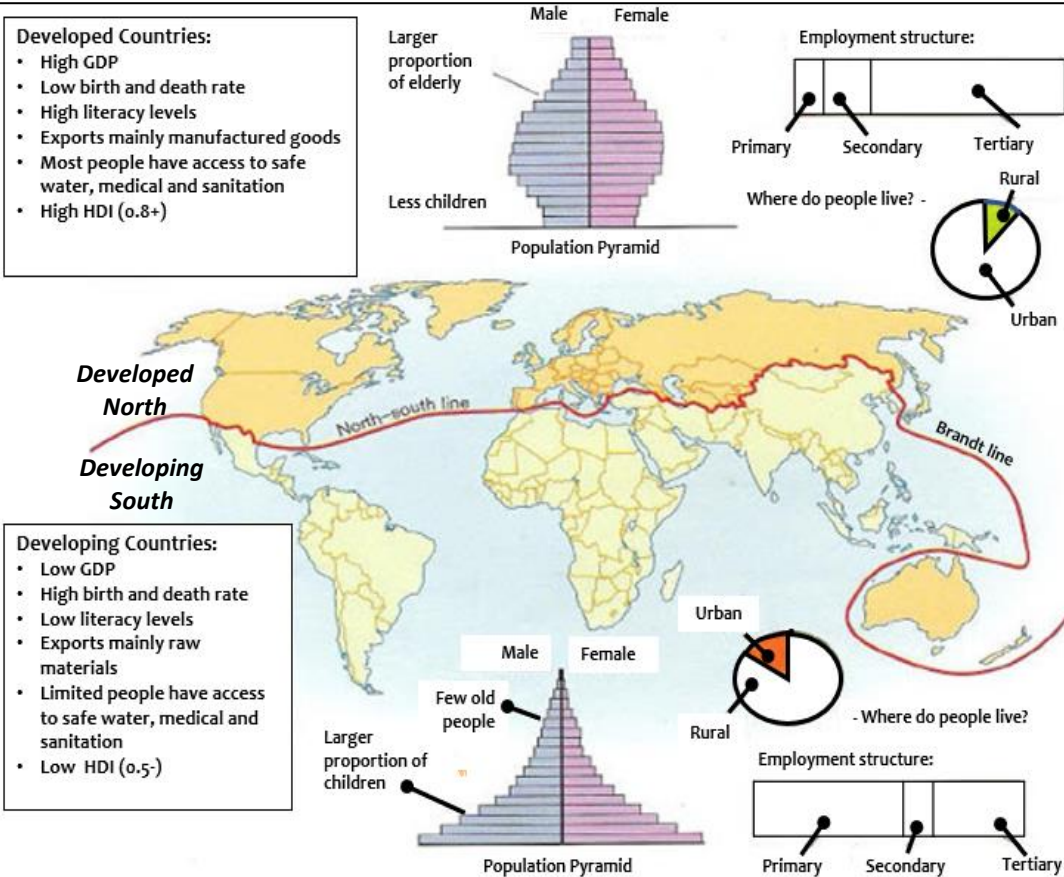 Developed Countries:
• High GDP
• Low birth and death rate
• High literacy levels
• Exports mainly manufactured goods
• Most people have access to safe
water, medical and sanitation
• High HDI (0.8+)
Male
Female
Larger
proportion
of elderly
Less children
Population Pyramid
Employment structure:
Primary
Secondary
Tertiary
Where do people live? -
Rural
Urban
Developed
North
North–south line
Brandt line
Developing
South
Developing Countries:
• Low GDP
• High birth and death rate
• Low literacy levels
• Exports mainly raw
materials
• Limited people have access
to safe water, medical and
sanitation
• Low HDI (0.5-)
Male
Female
Few old
people
Larger
proportion of
children
Population Pyramid
Urban
Rural
- Where do people live?
Employment structure:
Primary
Secondary
Tertiary